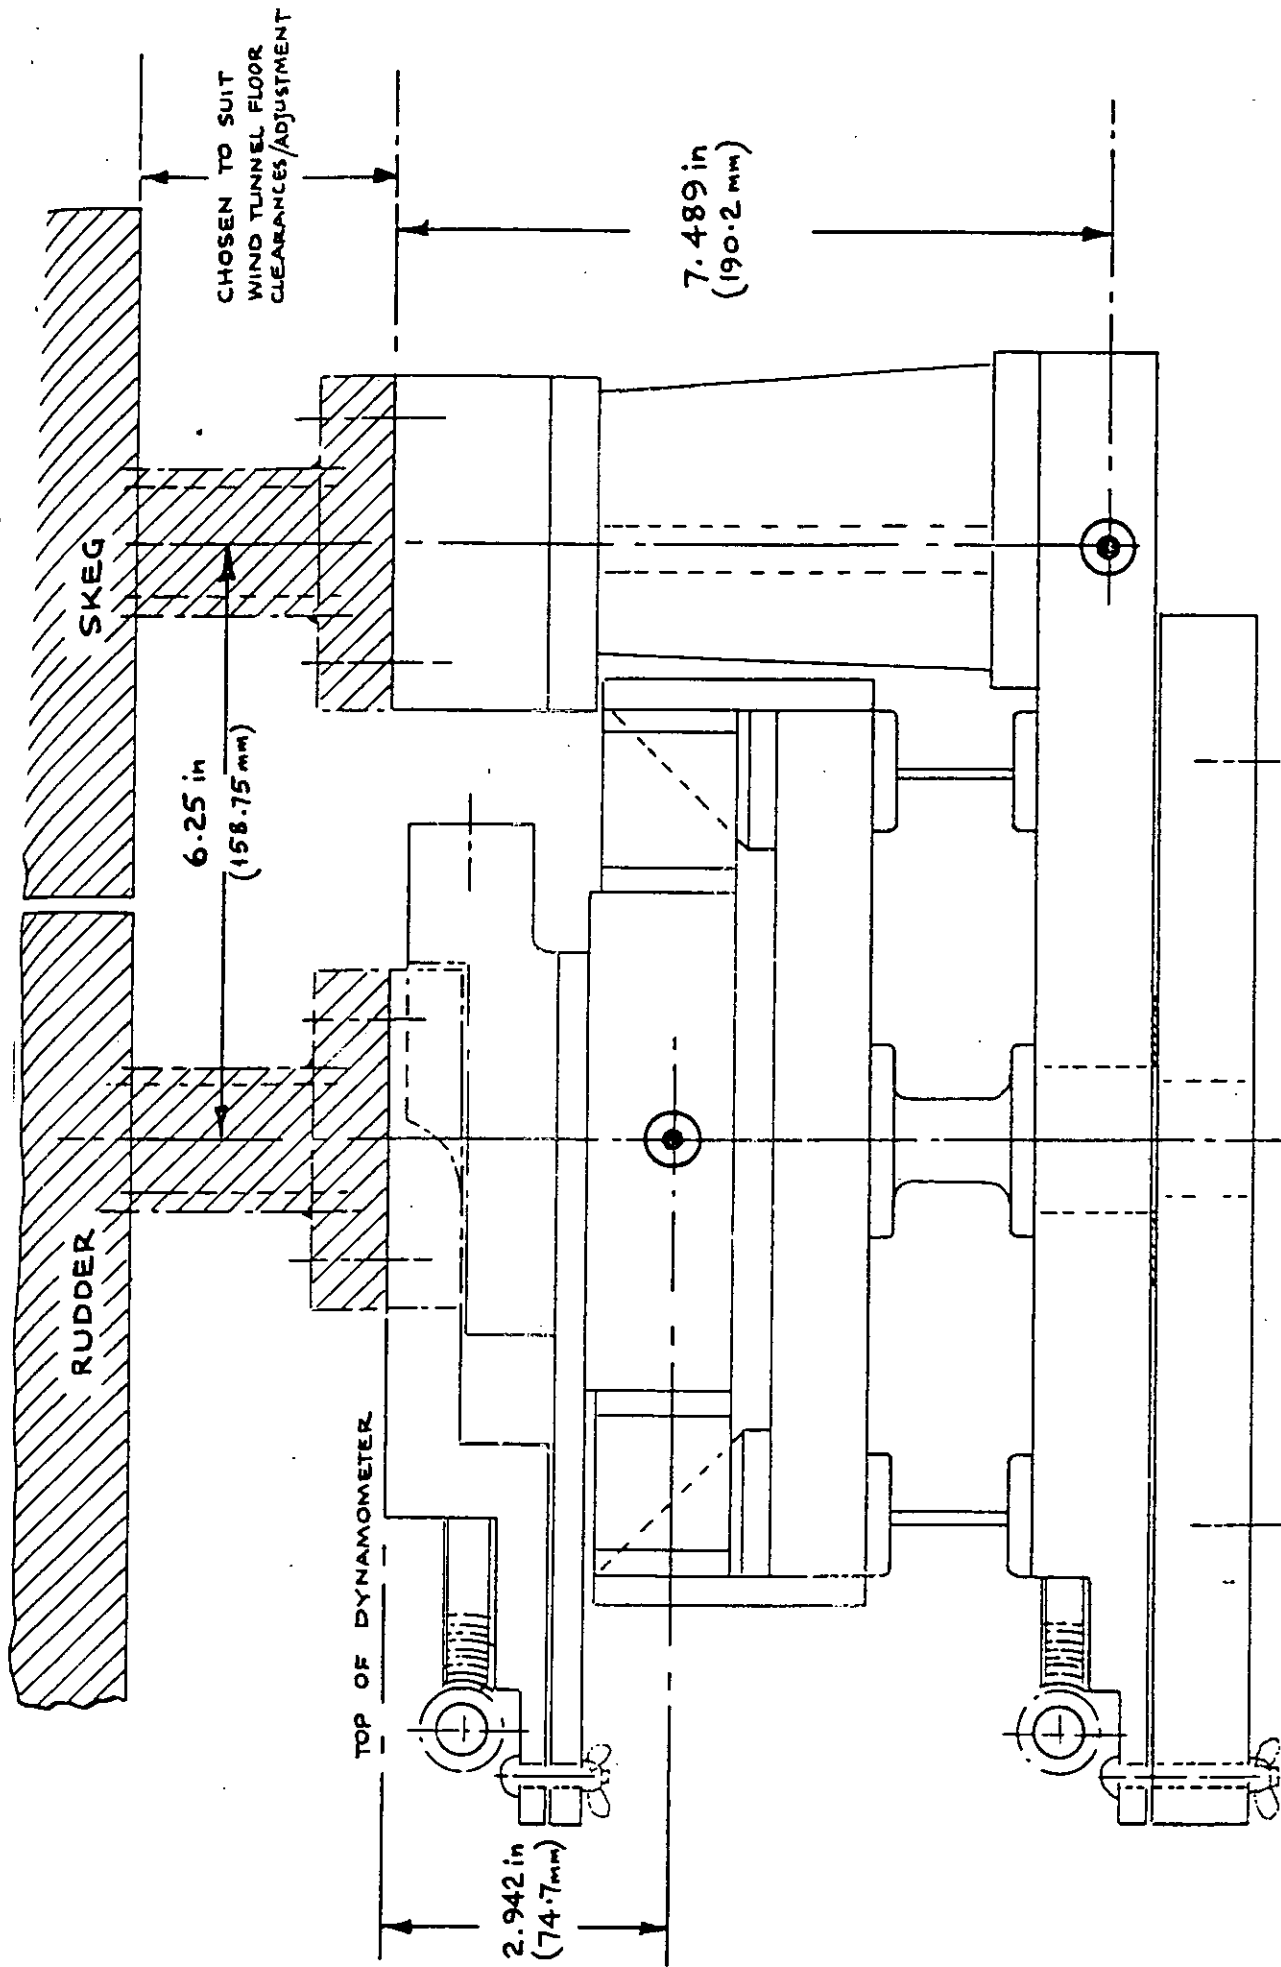 CHOSEN TO SUIT
WIND TUNNEL FLOOR
CLEARANCES/ADJUSTMENT
SKEG
7.489 in
(190.2 mm)
6.25 in
(158.75 mm)
RUDDER
TOP OF DYNAMOMETER
2.942 in
(74.7 mm)